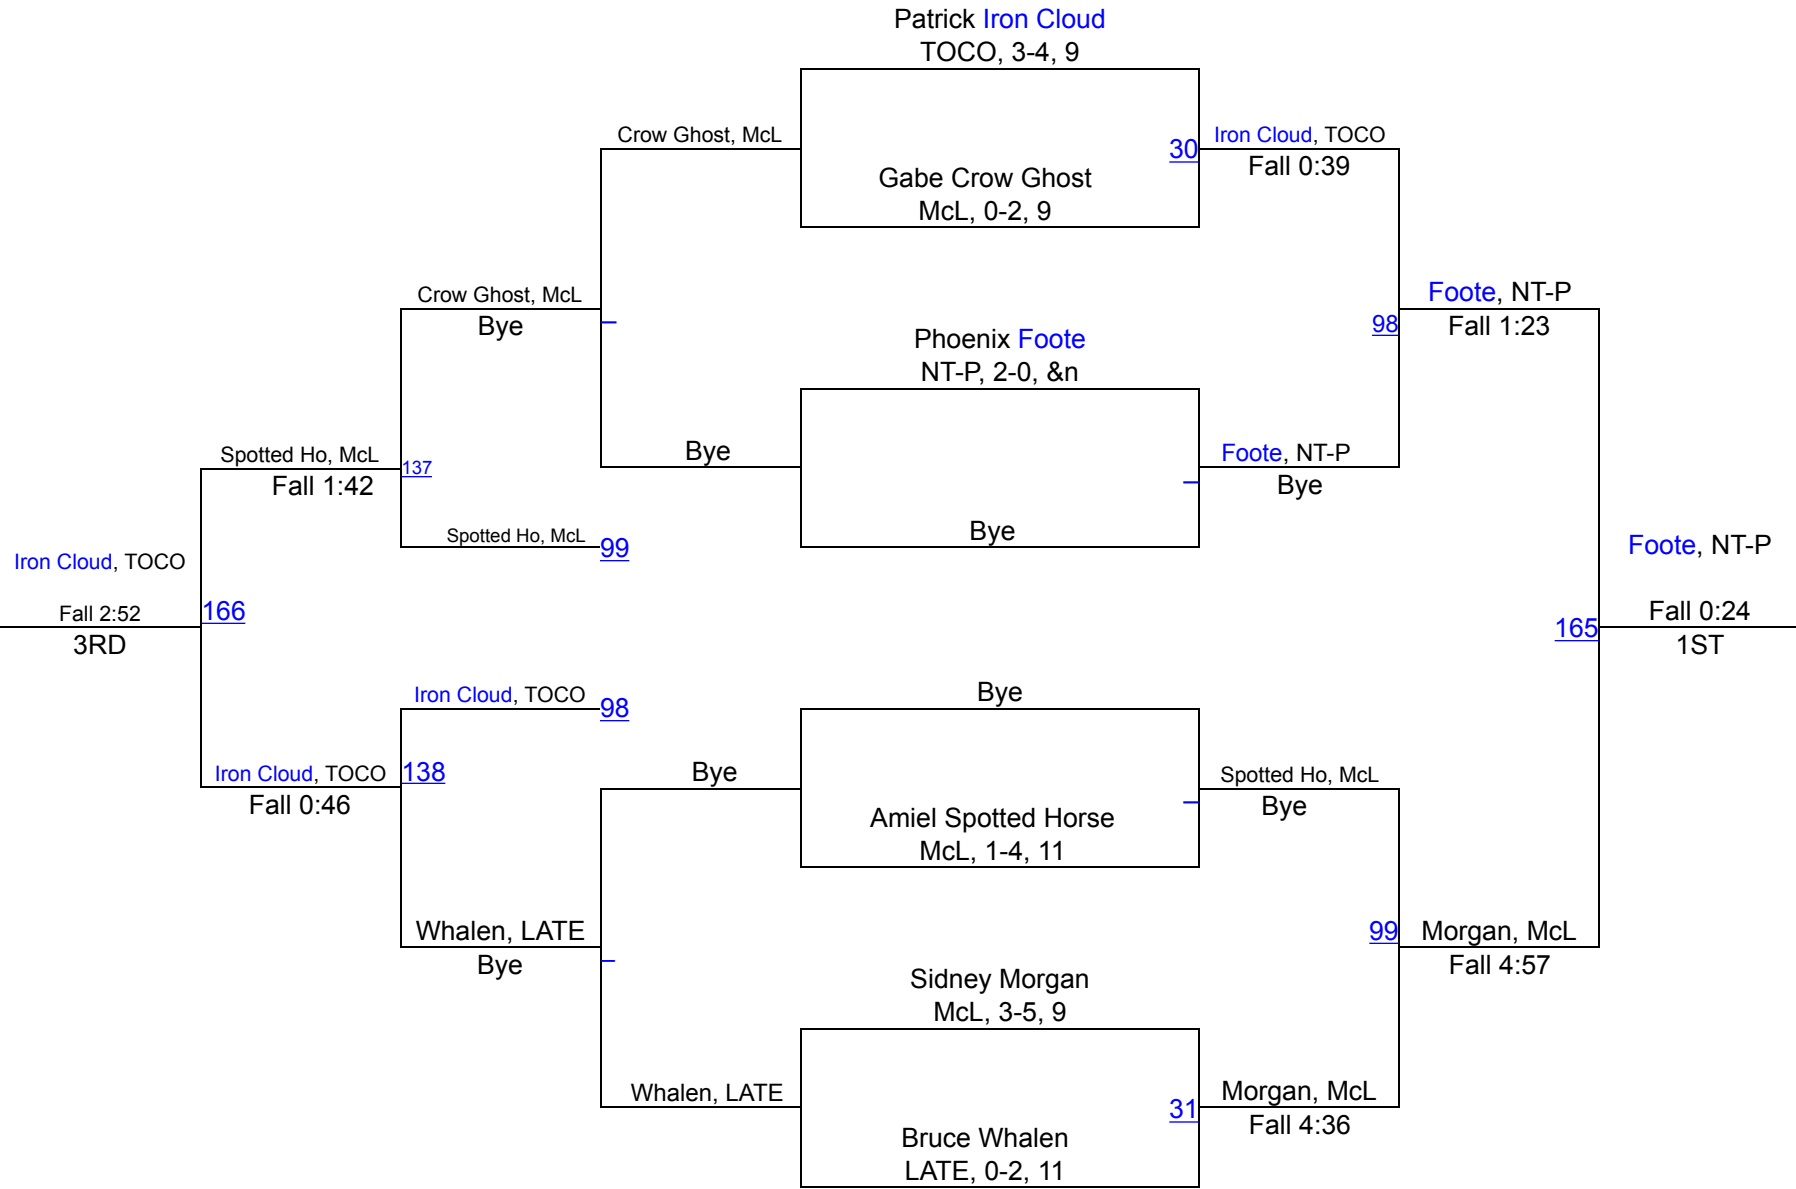 Patrick Iron Cloud
TOCO, 3-4, 9
Crow Ghost, McL
30
Iron Cloud, TOCO
Fall 0:39
Gabe Crow Ghost
McL, 0-2, 9
Crow Ghost, McL
Bye
Foote, NT-P
98
Fall 1:23
Phoenix Foote
NT-P, 2-0, &n
Spotted Ho, McL
137
Fall 1:42
Bye
Foote, NT-P
Bye
Spotted Ho, McL
99
Bye
Iron Cloud, TOCO
Fall 2:52
3RD
166
Foote, NT-P
165
Fall 0:24
1ST
Iron Cloud, TOCO
98
Bye
Iron Cloud, TOCO
138
Fall 0:46
Bye
Spotted Ho, McL
Bye
Amiel Spotted Horse
McL, 1-4, 11
Whalen, LATE
Bye
99
Morgan, McL
Fall 4:57
Sidney Morgan
McL, 3-5, 9
Whalen, LATE
31
Morgan, McL
Fall 4:36
Bruce Whalen
LATE, 0-2, 11